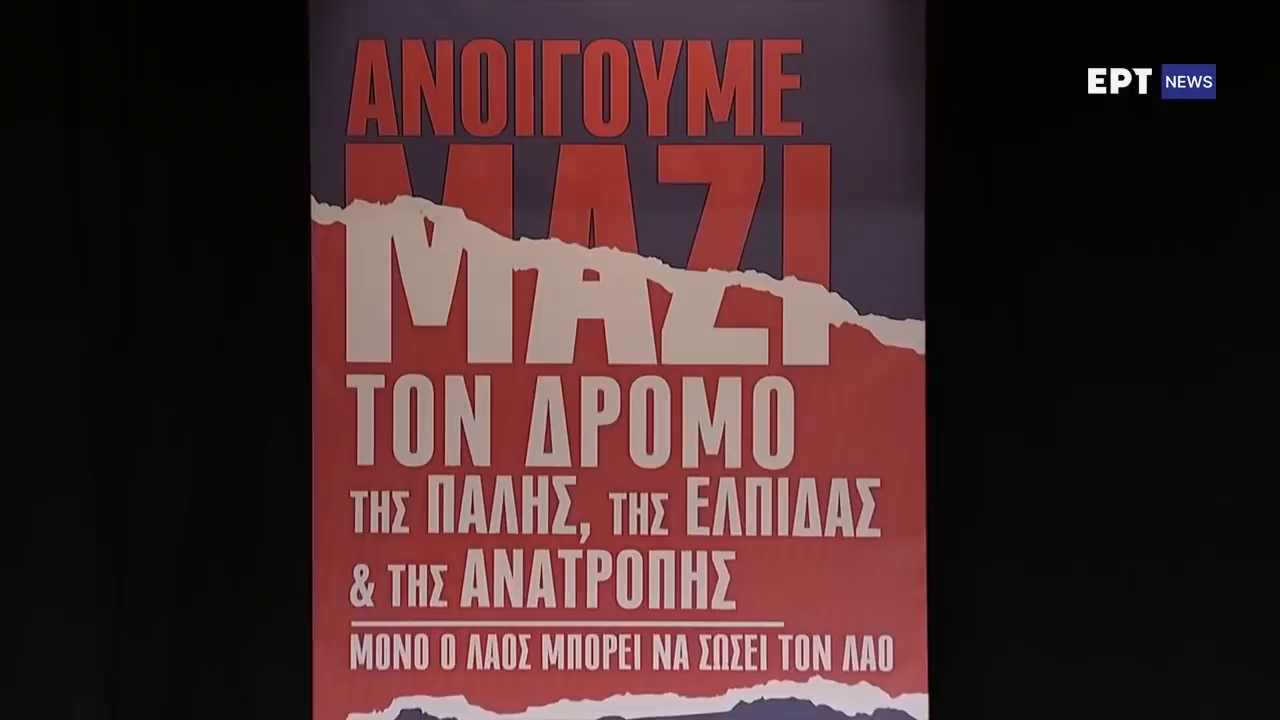 ΑΝΟΙΓΟΥΜΕ
ΜΑΖΙ
ΤΟΝ ΔΡΟΜΟ
ΤΗΣ ΠΑΛΗΣ, ΤΗΣ ΕΛΠΙΔΑΣ
& ΤΗΣ ΑΝΑΤΡΟΠΗΣ
ΜΟΝΟ Ο ΛΑΟΣ ΜΠΟΡΕΙ ΝΑ ΣΩΣΕΙ ΤΟΝ ΛΑΟ
ΕΡΤ NEWS